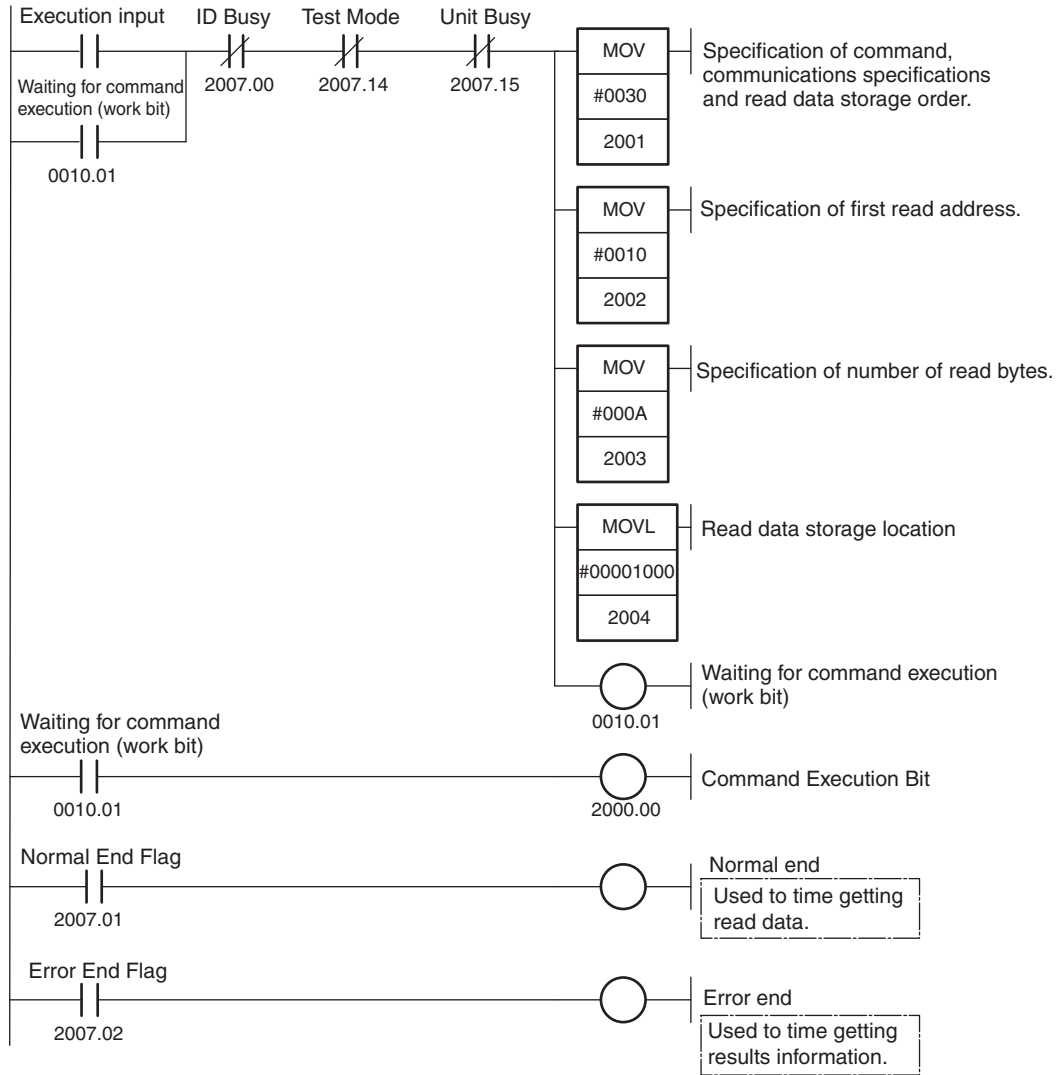 Execution input
ID Busy
Test Mode
Unit Busy
2007.00
2007.14
2007.15
Waiting for command
execution (work bit)
0010.01
MOV
#0030
2001
Specification of command,
communications specifications
and read data storage order.
MOV
#0010
2002
Specification of first read address.
MOV
#000A
2003
Specification of number of read bytes.
MOVL
#00001000
2004
Read data storage location
Waiting for command execution
(work bit)
0010.01
Waiting for command
execution (work bit)
0010.01
2000.00
Command Execution Bit
Normal End Flag
2007.01
Normal end
Used to time getting
read data.
Error End Flag
2007.02
Error end
Used to time getting
results information.